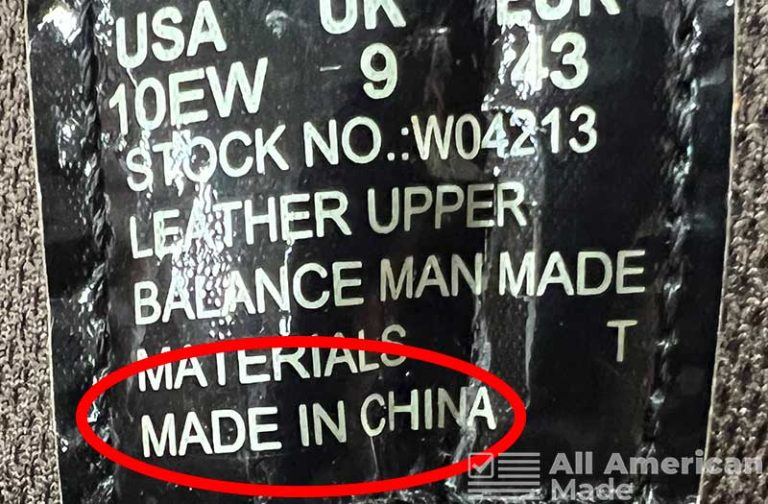 USA UK EUR
10EW - 9 43
STOCK NO.:W04213
LEATHER UPPER
BALANCE MAN MADE
MATERIALS T
MADE IN CHINA
All American
Made